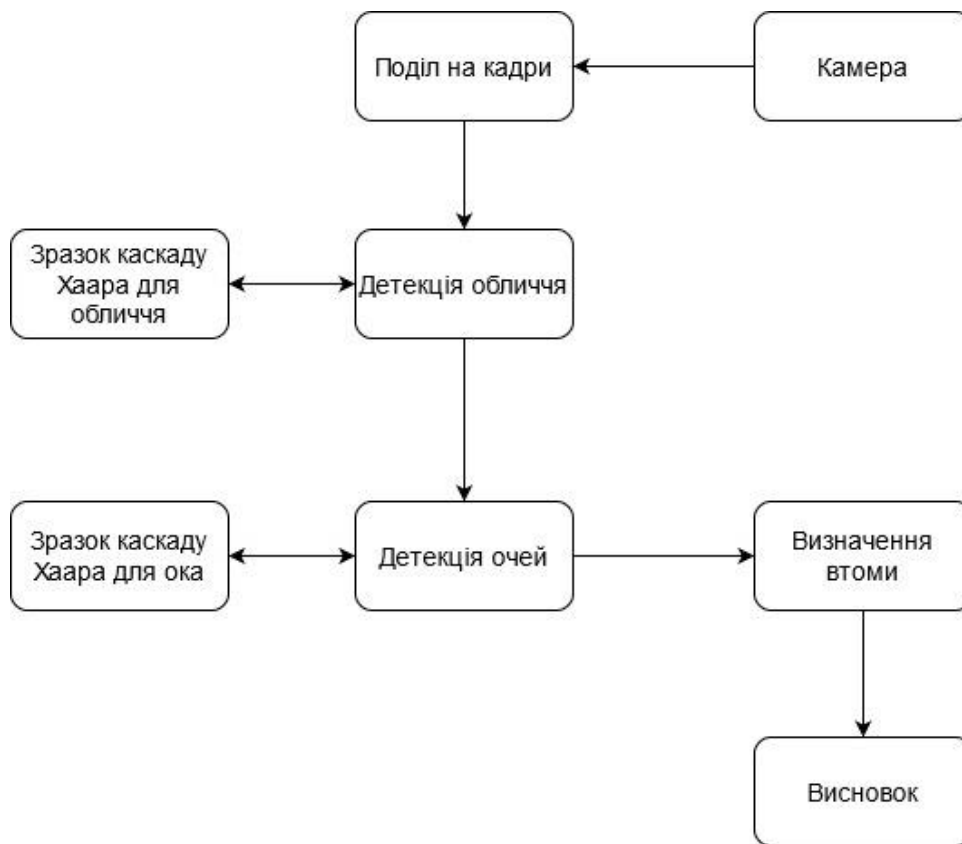 Поділ на кадри
Камера
Зразок каскаду
Хаара для
обличчя
Детекція обличчя
Зразок каскаду
Хаара для ока
Детекція очей
Визначення
втоми
Висновок